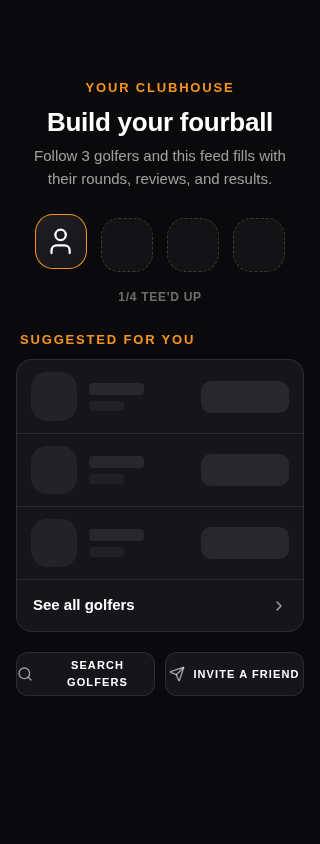 YOUR CLUBHOUSE
Build your fourball
Follow 3 golfers and this feed fills with
their rounds, reviews, and results.
1/4 TEE'D UP
SUGGESTED FOR YOU
See all golfers
SEARCH
GOLFERS
INVITE A FRIEND